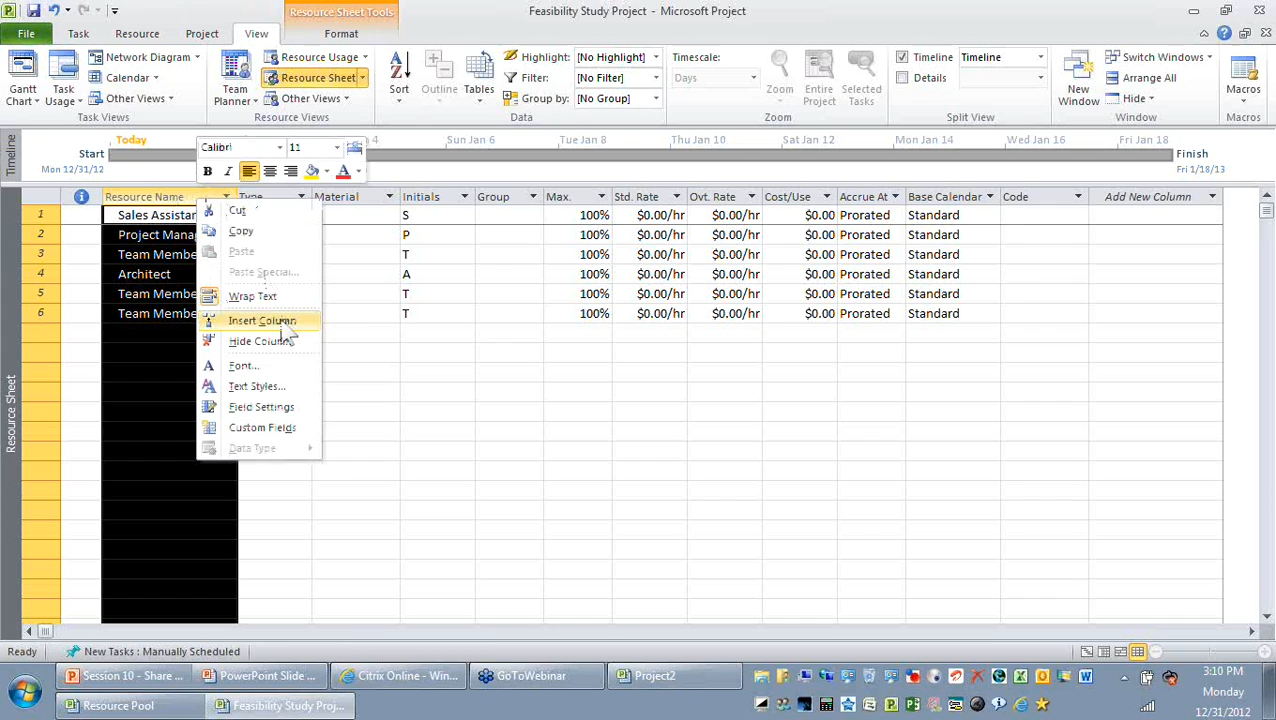 Resource Sheet Tools
Feasibility Study Project - Microsoft Project
File Task Resource Project View Format
Gantt Chart
Task Usage
Network Diagram
Calendar
Other Views
Task Views
Team Planner
Resource Usage
Resource Sheet
Other Views
Resource Views
Sort
Outline
Tables
Highlight: [No Highlight]
Filter: [No Filter]
Group by: [No Group]
Data
Timescale:
Days
Zoom
Entire Project
Selected Tasks
Zoom
Timeline Timeline
Details
Split View
New Window
Switch Windows
Arrange All
Hide
Window
Macros
Macros
Timeline
Today 4 Sun Jan 6 Tue Jan 8 Thu Jan 10 Sat Jan 12 Mon Jan 14 Wed Jan 16 Fri Jan 18
Start
Mon 12/31/12
Finish
Fri 1/18/13
Calibri 11
B I A
Resource Name Type Material Initials Group Max. Std. Rate Ovt. Rate Cost/Use Accrue At Base Calendar Code Add New Column
1 Sales Assistan S 100% $0.00/hr $0.00/hr $0.00 Prorated Standard
2 Project Manag P 100% $0.00/hr $0.00/hr $0.00 Prorated Standard
3 Team Membe T 100% $0.00/hr $0.00/hr $0.00 Prorated Standard
4 Architect A 100% $0.00/hr $0.00/hr $0.00 Prorated Standard
5 Team Membe T 100% $0.00/hr $0.00/hr $0.00 Prorated Standard
6 Team Membe T 100% $0.00/hr $0.00/hr $0.00 Prorated Standard
Cut
Copy
Paste
Paste Special...
Wrap Text
Insert Column
Hide Column
Font...
Text Styles...
Field Settings
Custom Fields
Data Type
Resource Sheet
Ready New Tasks : Manually Scheduled
Session 10 - Share ... PowerPoint Slide ... Citrix Online - Win... GoToWebinar Project2
Resource Pool Feasibility Study Proj...
3:10 PM
Monday
12/31/2012